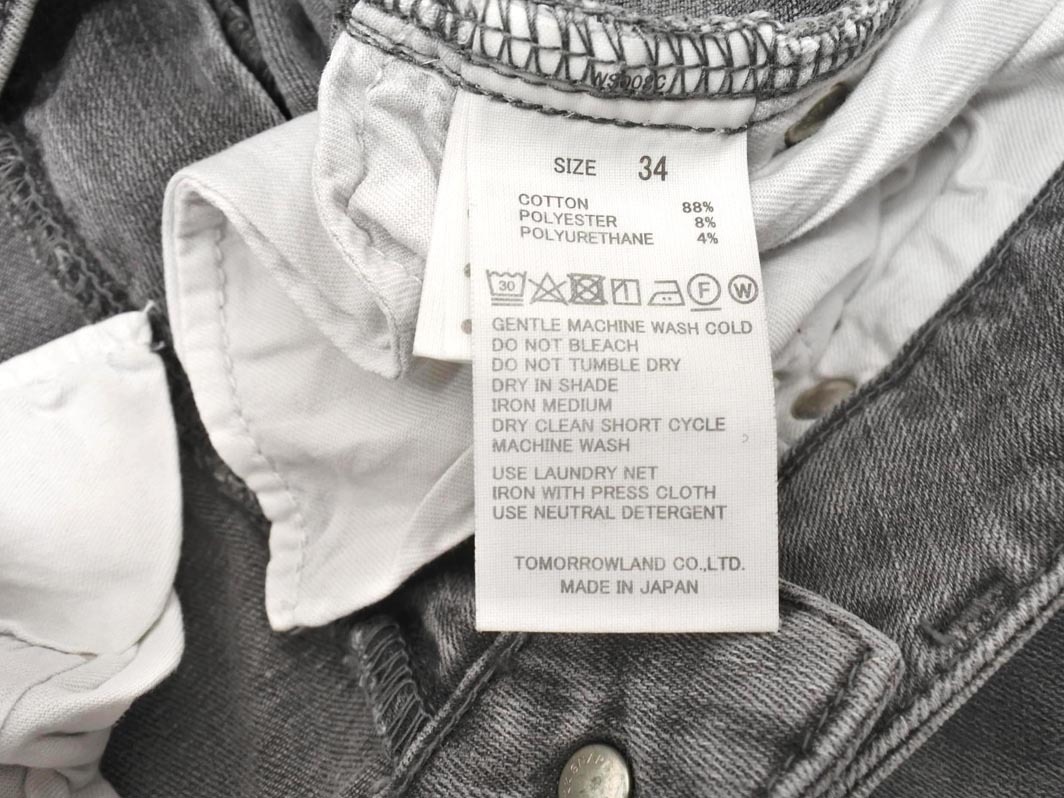 SIZE 34
COTTON 88%
POLYESTER 8%
POLYURETHANE 4%
30 F W
GENTLE MACHINE WASH COLD
DO NOT BLEACH
DO NOT TUMBLE DRY
DRY IN SHADE
IRON MEDIUM
DRY CLEAN SHORT CYCLE
MACHINE WASH
USE LAUNDRY NET
IRON WITH PRESS CLOTH
USE NEUTRAL DETERGENT
TOMORROWLAND CO.,LTD.
MADE IN JAPAN